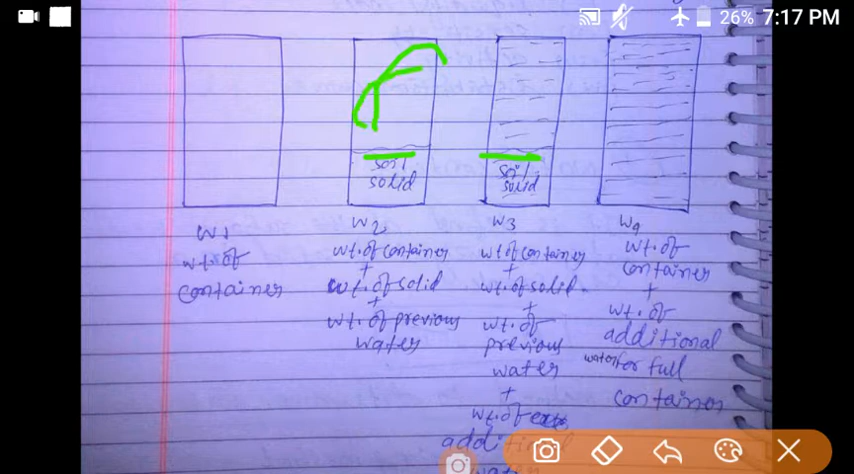 26% 7:17 PM
soil
solid
soil
solid
W1
wt. of
container
W2
wt. of container
+
wt. of solid
+
wt. of previous
water
W3
wt. of container
+
wt. of solid
+
wt. of
previous
water
+
wt. of
additional
water
W4
wt. of
container
+
wt. of
additional
water for full
container